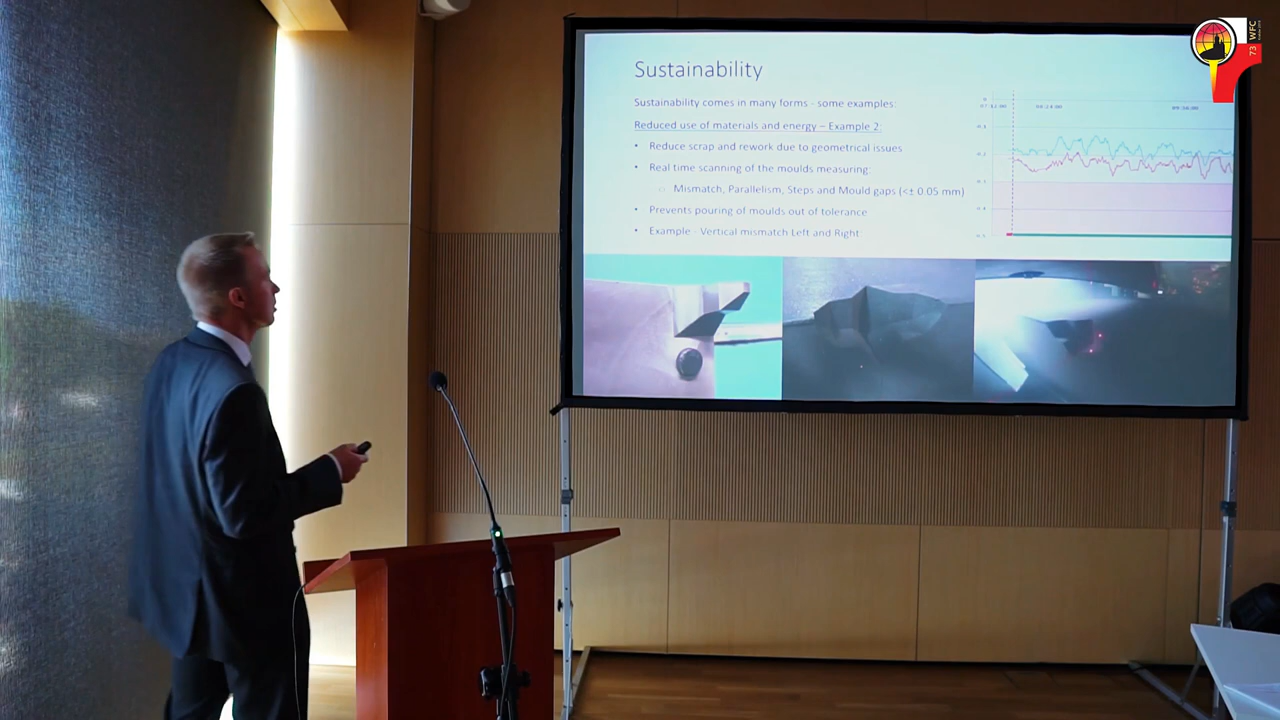 Sustainability
Sustainability comes in many forms - some examples:
Reduced use of materials and energy – Example 2:
• Reduce scrap and rework due to geometrical issues
• Real time scanning of the moulds measuring:
○ Mismatch, Parallelism, Steps and Mould gaps (<± 0.05 mm)
• Prevents pouring of moulds out of tolerance
• Example - Vertical mismatch Left and Right
73 WFC